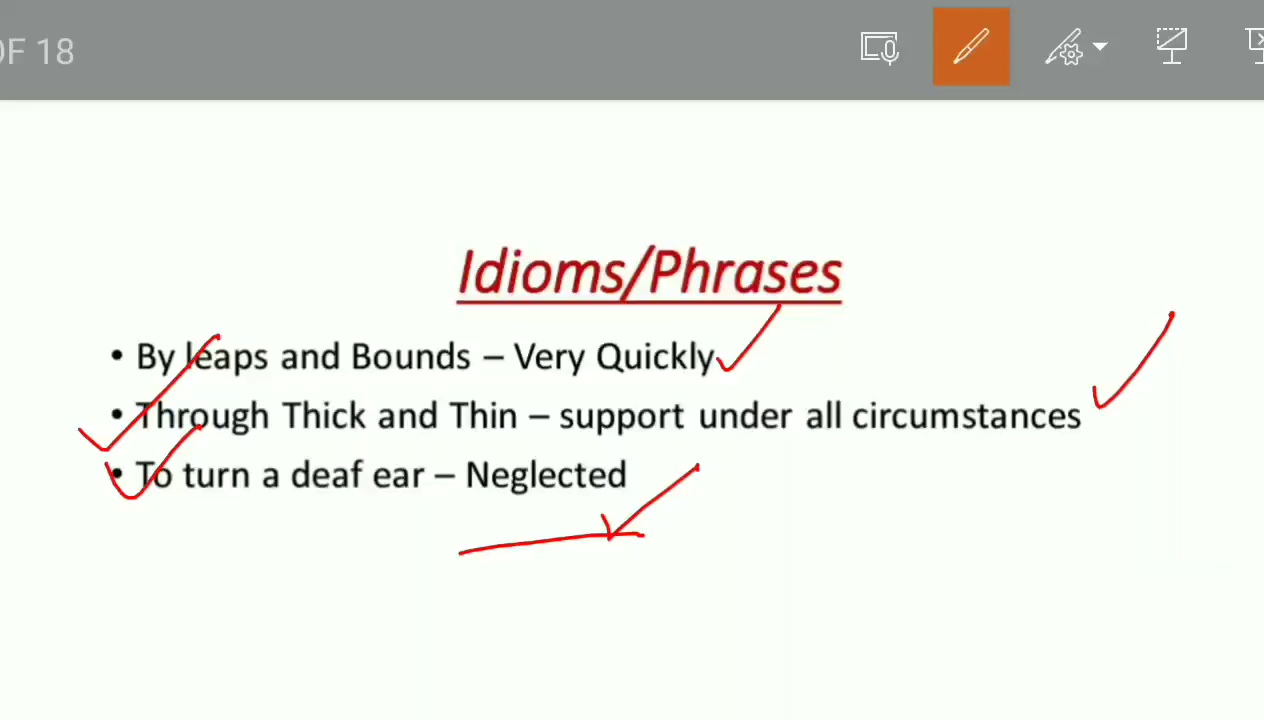 OF 18
Idioms/Phrases
• By leaps and Bounds – Very Quickly
• Through Thick and Thin – support under all circumstances
• To turn a deaf ear – Neglected